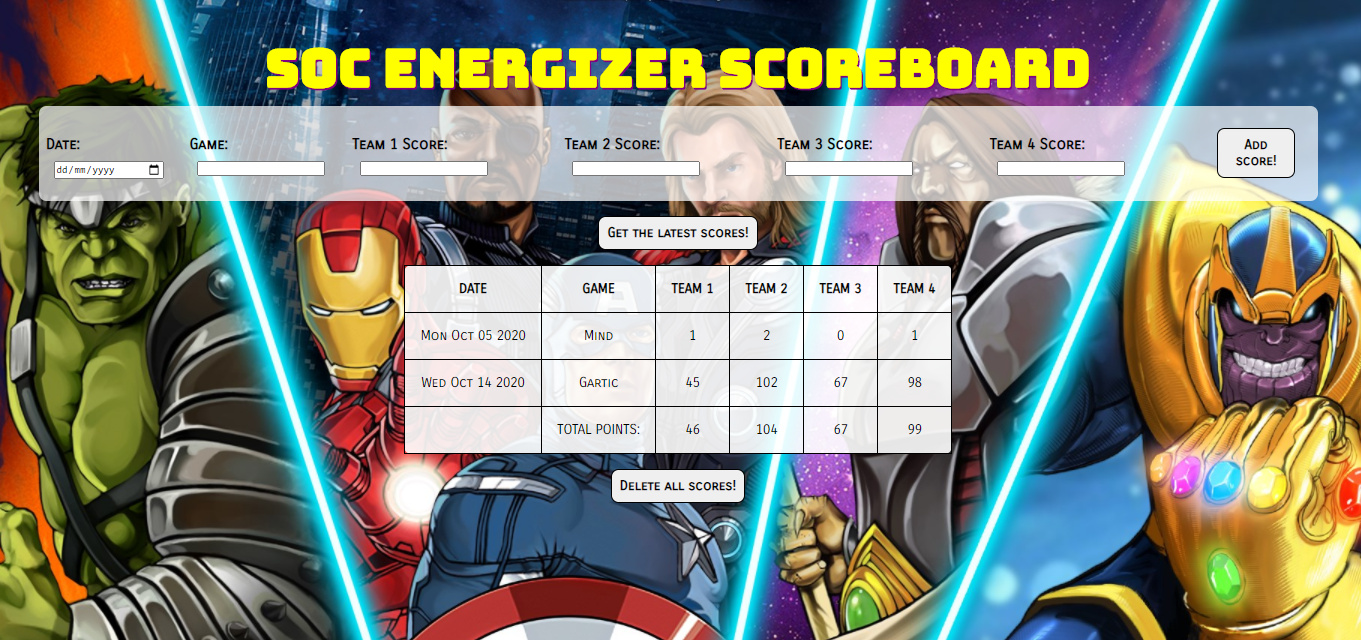 SOC ENERGIZER SCOREBOARD
Date: Game: Team 1 Score: Team 2 Score: Team 3 Score: Team 4 Score:
dd/mm/yyyy
Add
score!
Get the latest scores!
DATE GAME TEAM 1 TEAM 2 TEAM 3 TEAM 4
Mon Oct 05 2020 Mind 1 2 0 1
Wed Oct 14 2020 Gartic 45 102 67 98
TOTAL POINTS: 46 104 67 99
Delete all scores!